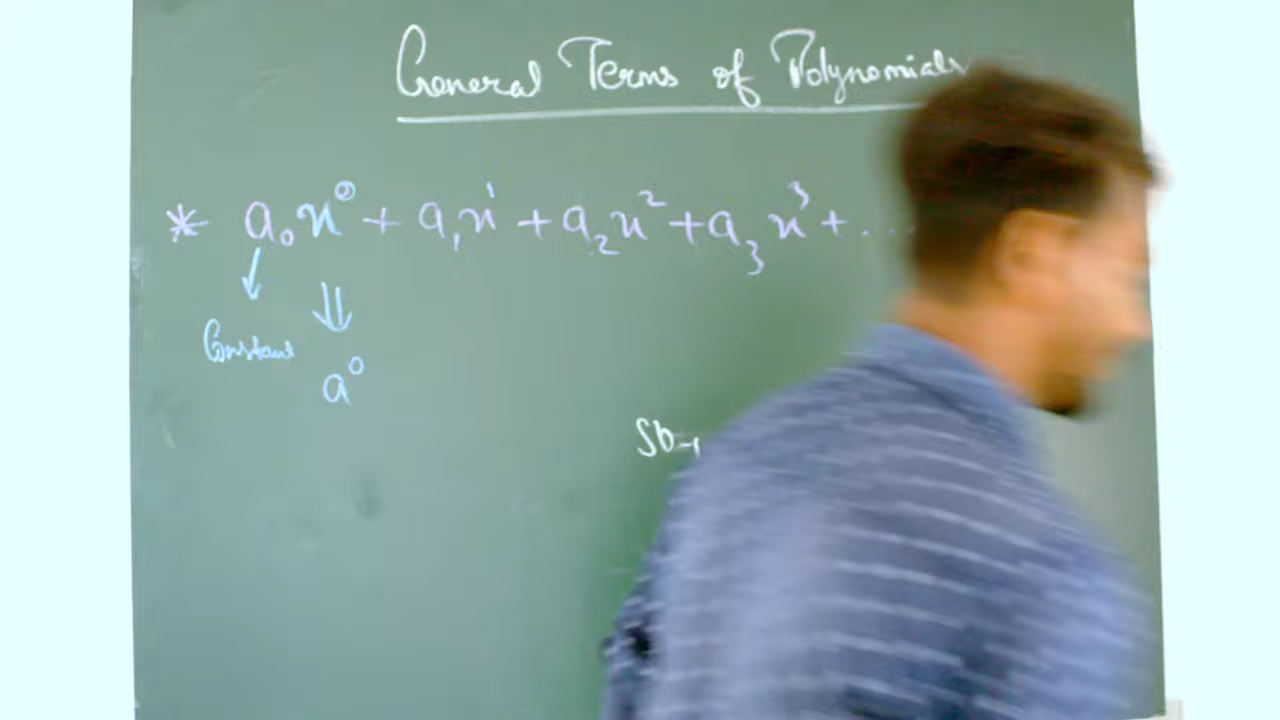 General Terms of Polynomials
* a₀x⁰ + a₁x¹ + a₂x² + a₃x³ + ...
↓ ⇓
Constant
a⁰